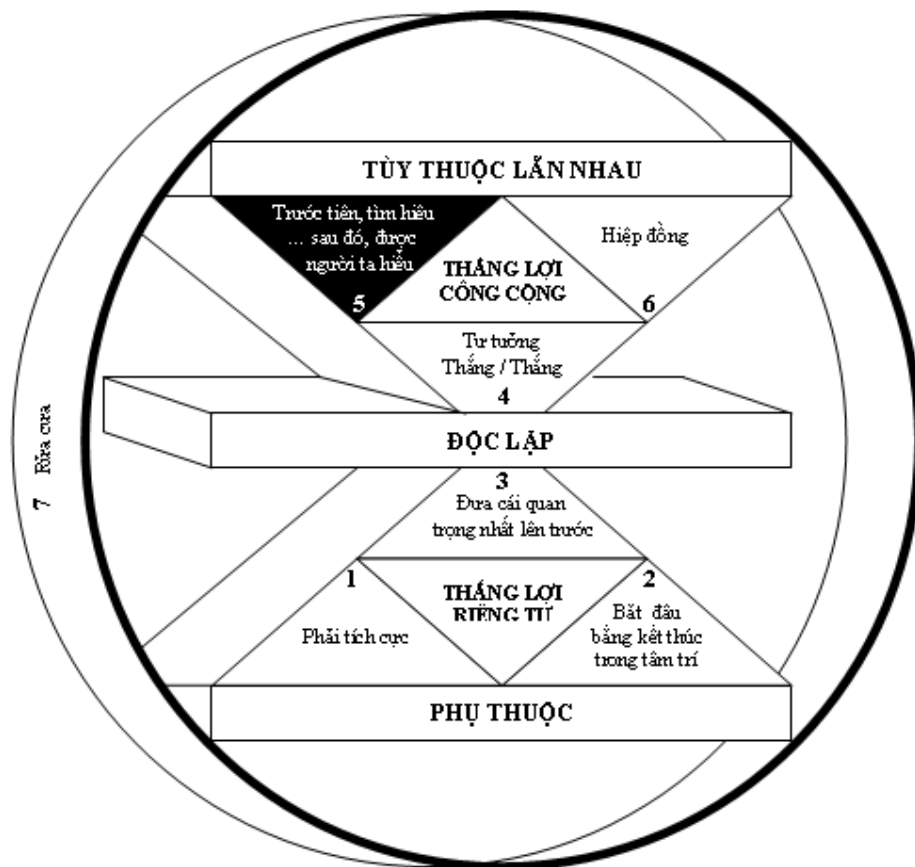 TÙY THUỘC LẪN NHAU
Trước tiên, tìm hiểu
... sau đó, được
người ta hiểu
5
Hiệp đồng
6
THẮNG LỢI
CÔNG CỘNG
Tư tưởng
Thắng / Thắng
4
ĐỘC LẬP
3
Đưa cái quan
trọng nhất lên trước
1
Phải tích cực
THẮNG LỢI
RIÊNG TƯ
2
Bắt đâu
bằng kết thúc
trong tâm trí
PHỤ THUỘC
7 Rửa cưa